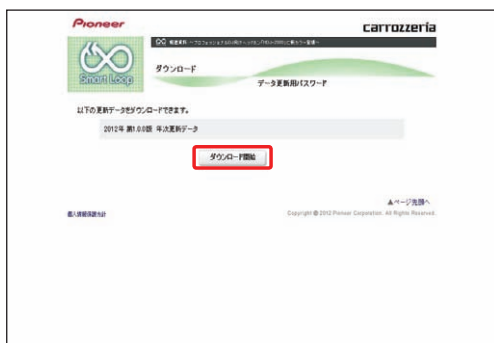 Pioneer
carrozzeria
Smart Loop
ダウンロード
データ更新用パスワード
以下の更新データをダウンロードできます。
2012年 第1.0.0版 年次更新データ
ダウンロード開始
▲ページ先頭へ
個人情報保護方針
Copyright © 2012 Pioneer Corporation. All Rights Reserved.